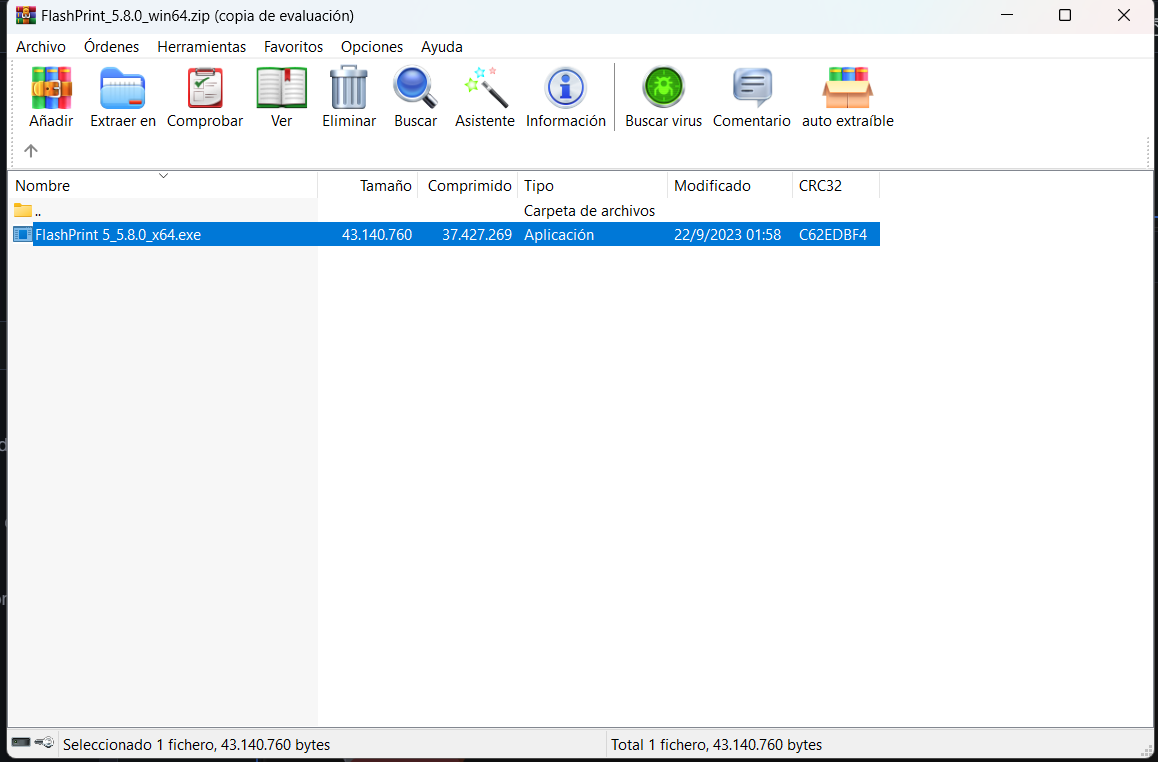 FlashPrint_5.8.0_win64.zip (copia de evaluación)
Archivo Órdenes Herramientas Favoritos Opciones Ayuda
Añadir Extraer en Comprobar Ver Eliminar Buscar Asistente Información Buscar virus Comentario auto extraíble
Nombre Tamaño Comprimido Tipo Modificado CRC32
.. Carpeta de archivos
FlashPrint 5_5.8.0_x64.exe 43.140.760 37.427.269 Aplicación 22/9/2023 01:58 C62EDBF4
Seleccionado 1 fichero, 43.140.760 bytes Total 1 fichero, 43.140.760 bytes